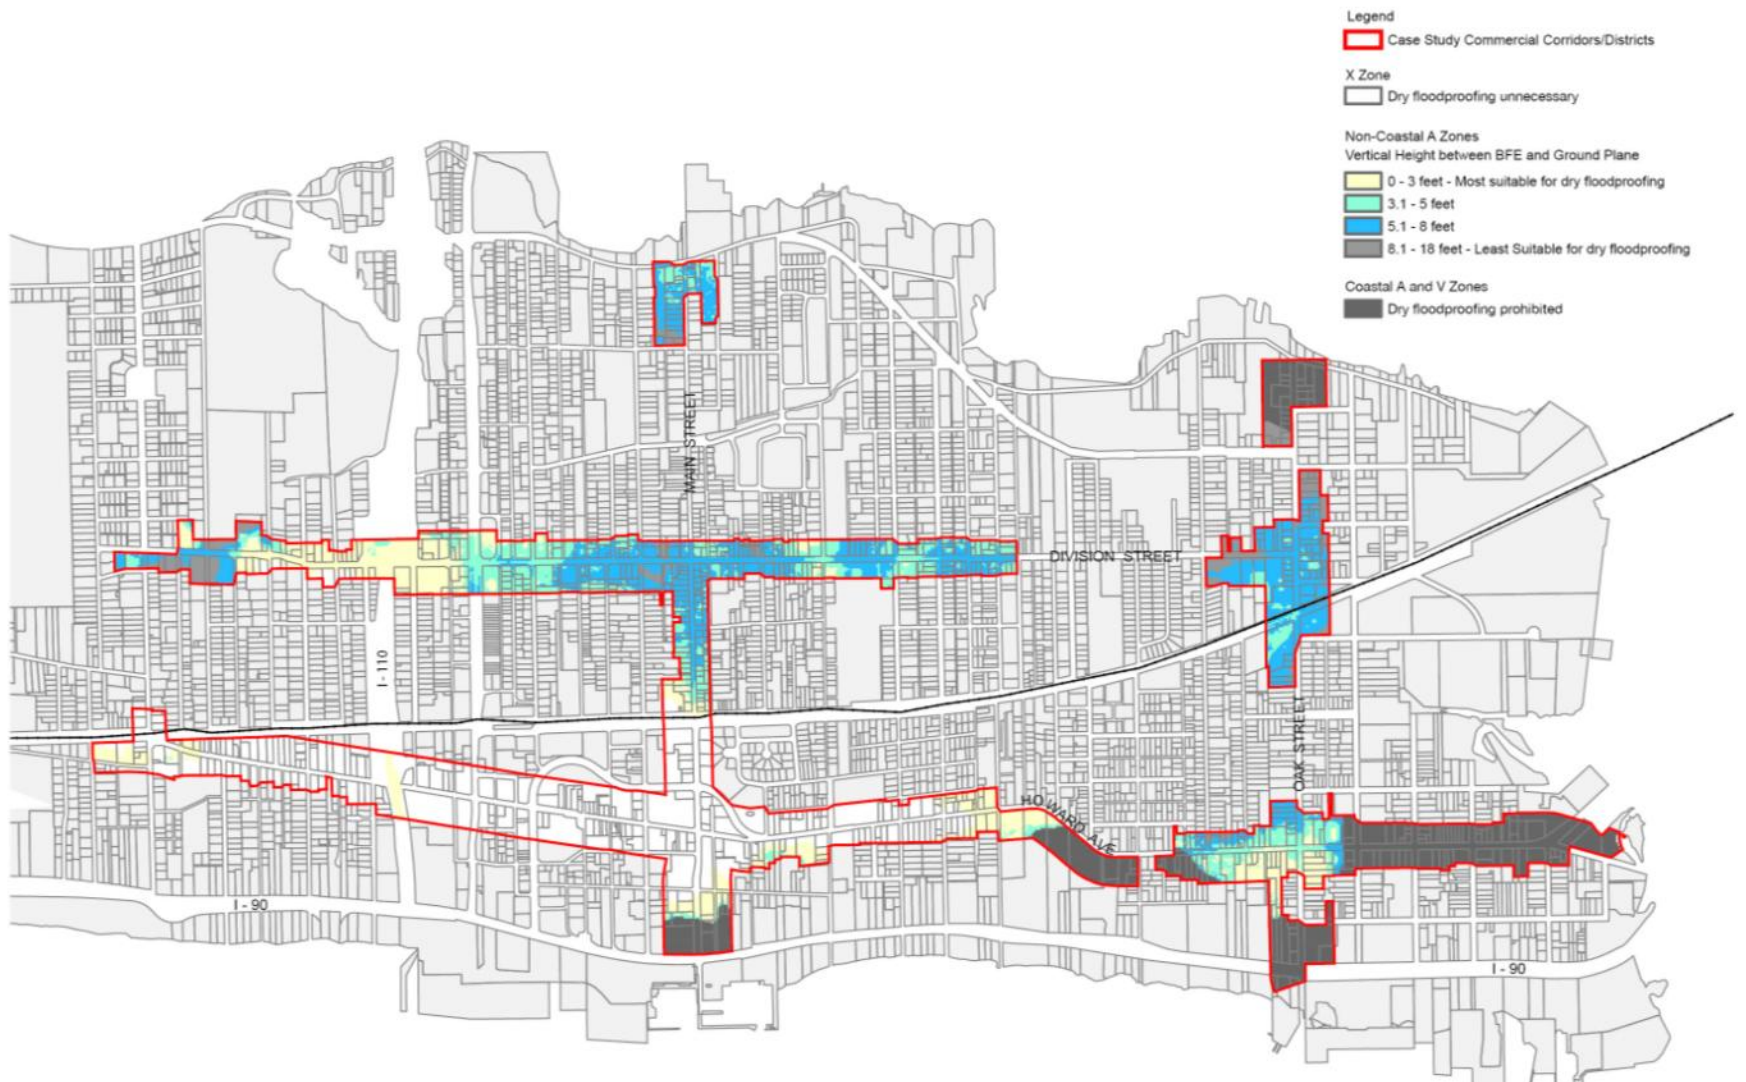 Legend
Case Study Commercial Corridors/Districts
X Zone
Dry floodproofing unnecessary
Non-Coastal A Zones
Vertical Height between BFE and Ground Plane
0 - 3 feet - Most suitable for dry floodproofing
3.1 - 5 feet
5.1 - 8 feet
8.1 - 18 feet - Least Suitable for dry floodproofing
Coastal A and V Zones
Dry floodproofing prohibited
MAIN STREET
DIVISION STREET
I - 110
OAK STREET
HOWARD AVE
I - 90
I - 90